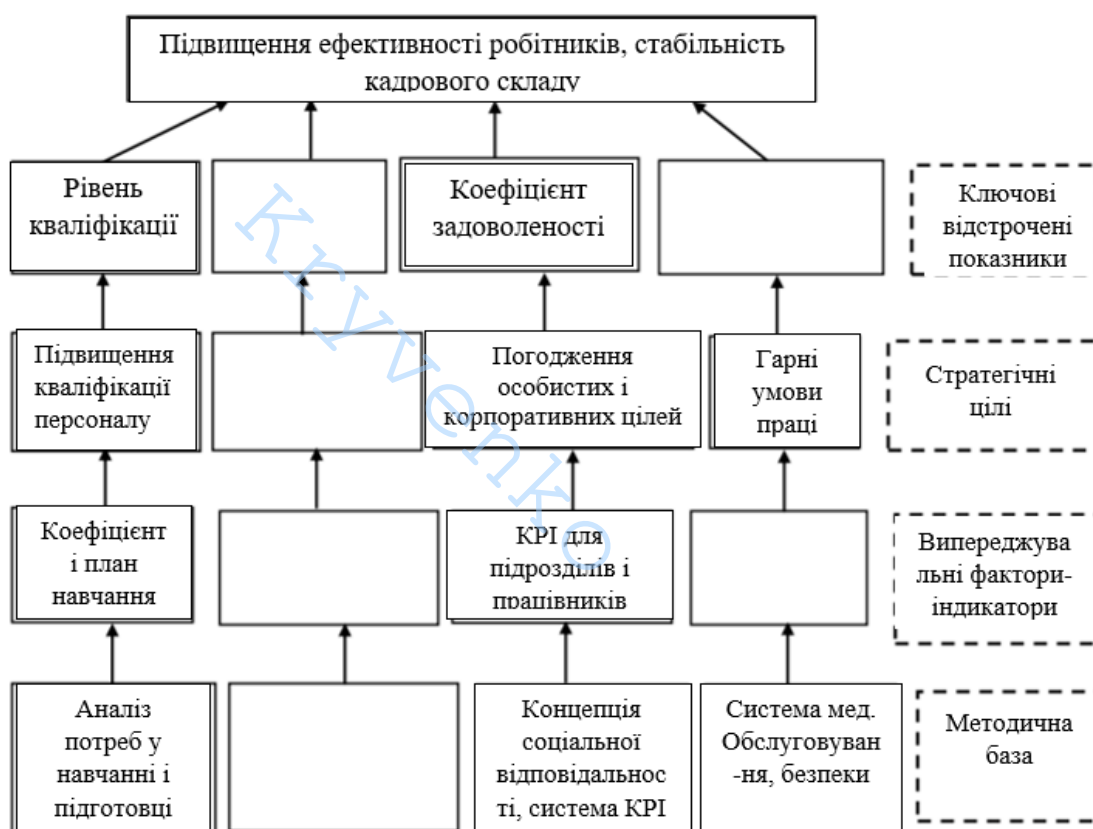 Підвищення ефективності робітників, стабільність
кадрового складу
Рівень
кваліфікації
Коефіцієнт
задоволеності
Ключові
відстрочені
показники
Підвищення
кваліфікації
персоналу
Погодження
особистих і
корпоративних цілей
Гарні
умови
праці
Стратегічні
цілі
Коефіцієнт
і план
навчання
КРІ для
підрозділів і
працівників
Випереджува
льні фактори-
індикатори
Аналіз
потреб у
навчанні і
підготовці
Концепція
соціальної
відповідальнос
ті, система КРІ
Система мед.
Обслуговуван
-ня, безпеки
Методична
база
Kryvenko